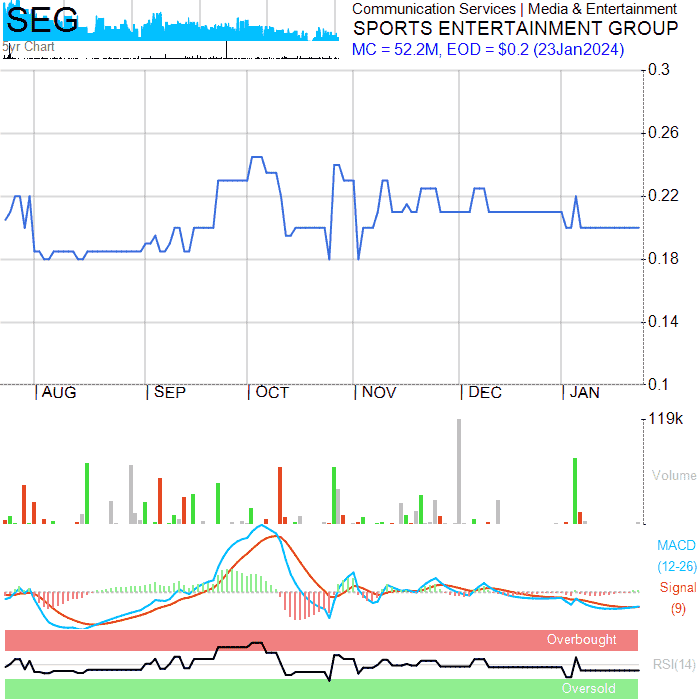 SEG
5yr Chart
Communication Services | Media & Entertainment
SPORTS ENTERTAINMENT GROUP
MC = 52.2M, EOD = $0.2 (23Jan2024)
0.3
0.26
0.22
0.18
0.14
0.1
AUG SEP OCT NOV DEC JAN
119k
Volume
MACD
(12-26)
Signal
(9)
Overbought
RSI(14)
Oversold